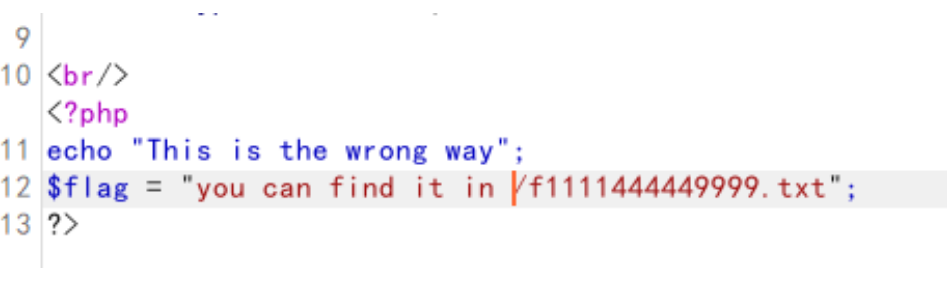 9
10 <br/>
<?php
11 echo "This is the wrong way";
12 $flag = "you can find it in /f1111444449999.txt";
13 ?>